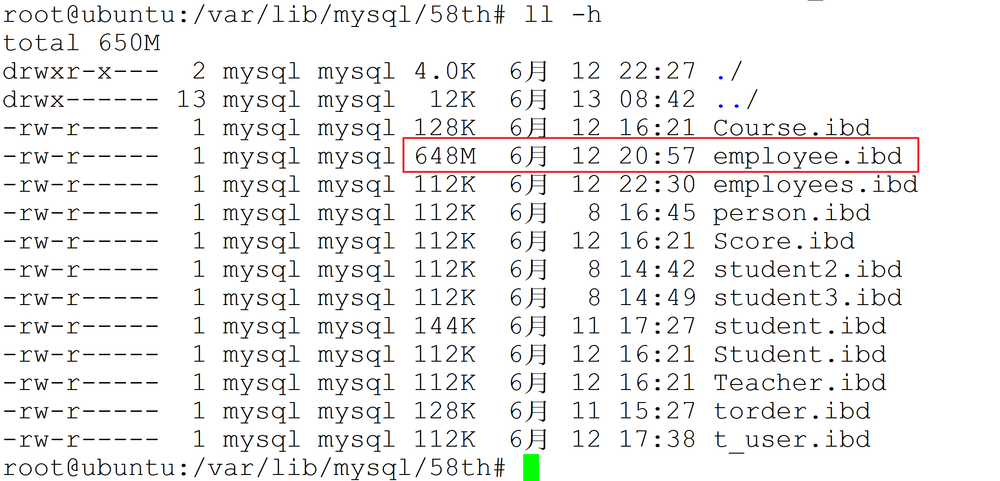 root@ubuntu:/var/lib/mysql/58th# ll -h
total 650M
drwxr-x---  2 mysql mysql 4.0K  6月 12 22:27 ./
drwx------ 13 mysql mysql  12K  6月 13 08:42 ../
-rw-r-----  1 mysql mysql 128K  6月 12 16:21 Course.ibd
-rw-r-----  1 mysql mysql 648M  6月 12 20:57 employee.ibd
-rw-r-----  1 mysql mysql 112K  6月 12 22:30 employees.ibd
-rw-r-----  1 mysql mysql 112K  6月  8 16:45 person.ibd
-rw-r-----  1 mysql mysql 112K  6月 12 16:21 Score.ibd
-rw-r-----  1 mysql mysql 112K  6月  8 14:42 student2.ibd
-rw-r-----  1 mysql mysql 112K  6月  8 14:49 student3.ibd
-rw-r-----  1 mysql mysql 144K  6月 11 17:27 student.ibd
-rw-r-----  1 mysql mysql 112K  6月 12 16:21 Student.ibd
-rw-r-----  1 mysql mysql 112K  6月 12 16:21 Teacher.ibd
-rw-r-----  1 mysql mysql 128K  6月 11 15:27 torder.ibd
-rw-r-----  1 mysql mysql 112K  6月 12 17:38 t_user.ibd
root@ubuntu:/var/lib/mysql/58th#